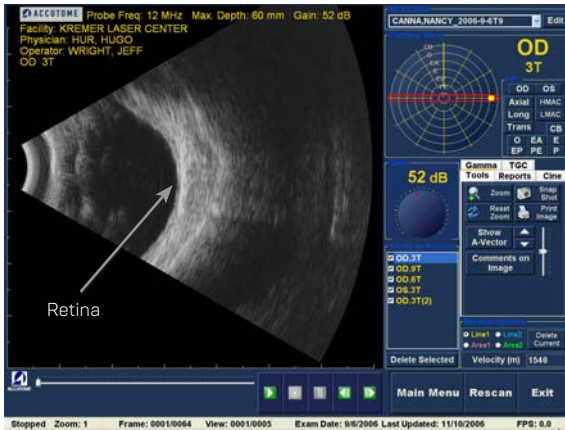 ACCUTOME Probe Freq: 12 MHz Max. Depth: 60 mm Gain: 52 dB
Facility: KREMER LASER CENTER
Physician: HUR, HUGO
Operator: WRIGHT, JEFF
OD 3T
Retina
CANNA,NANCY_2006-9-6T9 Edit
OD
3T
OD OS
Axial HMAC
Long LMAC
Trans CB
O EA E
EP PE P
52 dB
Gamma TGC
Tools Reports Cine
Zoom Snap Shot
Reset Zoom Print Image
Show A-Vector
Comments on Image
OD.3T
OD.9T
OD.6T
OS.3T
OD.3T(2)
Delete Selected
Line1 Line2 Delete Current
Area1 Area2
Velocity (m) 1540
ACCUTOME
Main Menu Rescan Exit
Stopped Zoom: 1 Frame: 0001/0064 View: 0001/0005 Exam Date: 9/6/2006 Last Updated: 11/10/2006 FPS: 0.0